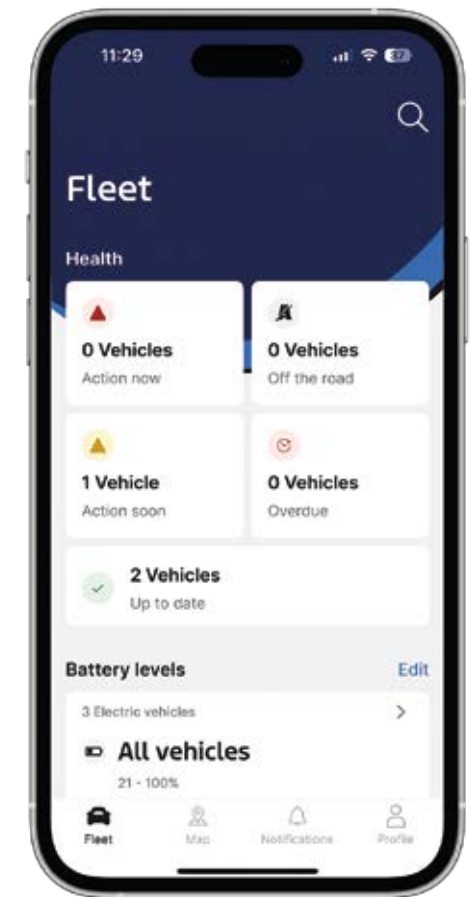 11:29
Fleet
Health
0 Vehicles
Action now
0 Vehicles
Off the road
1 Vehicle
Action soon
0 Vehicles
Overdue
2 Vehicles
Up to date
Battery levels
Edit
3 Electric vehicles
All vehicles
21 - 100%
Fleet
Map
Notifications
Profile